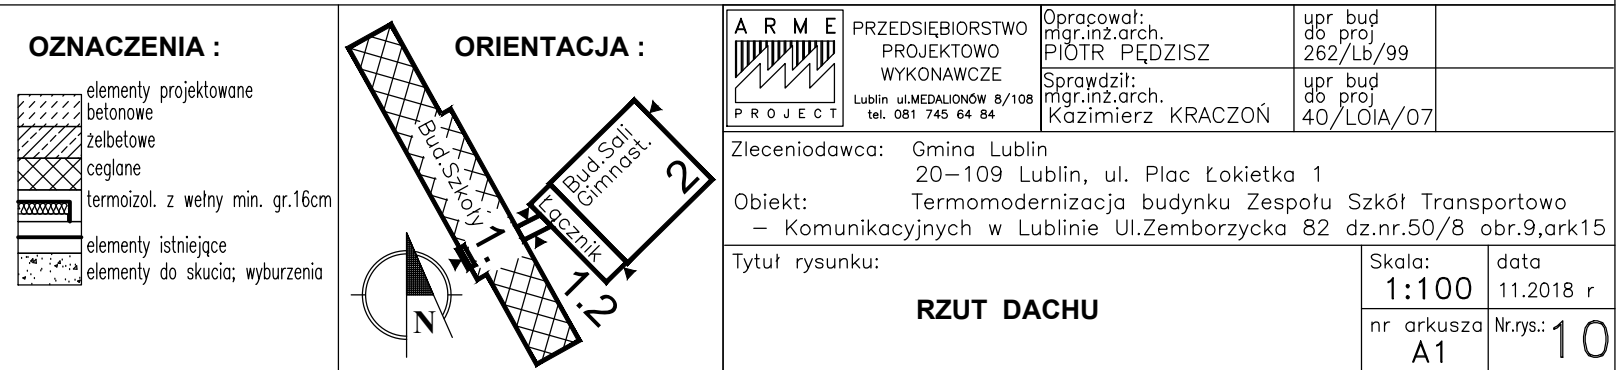 OZNACZENIA :
elementy projektowane
betonowe
żelbetowe
ceglane
termoizol. z wełny min. gr.16cm
elementy istniejące
elementy do skucia; wyburzenia
ORIENTACJA :
Bud.Szkoły
1.
Bud.Sali
Gimnast.
2
Łącznik
1.2
N
ARME
PROJECT
PRZEDSIĘBIORSTWO
PROJEKTOWO
WYKONAWCZE
Lublin ul.MEDALIONÓW 8/108
tel. 081 745 64 84
Opracował:
mgr.inż.arch.
PIOTR PĘDZISZ
upr bud
do proj
262/Lb/99
Sprawdził:
mgr.inż.arch.
Kazimierz KRACZOŃ
upr bud
do proj
40/LOIA/07
Zleceniodawca: Gmina Lublin
20-109 Lublin, ul. Plac Łokietka 1
Obiekt: Termomodernizacja budynku Zespołu Szkół Transportowo
- Komunikacyjnych w Lublinie Ul.Zemborzycka 82 dz.nr.50/8 obr.9,ark15
Tytuł rysunku:
RZUT DACHU
Skala:
1:100
data
11.2018 r
nr arkusza
A1
Nr.rys.: 10